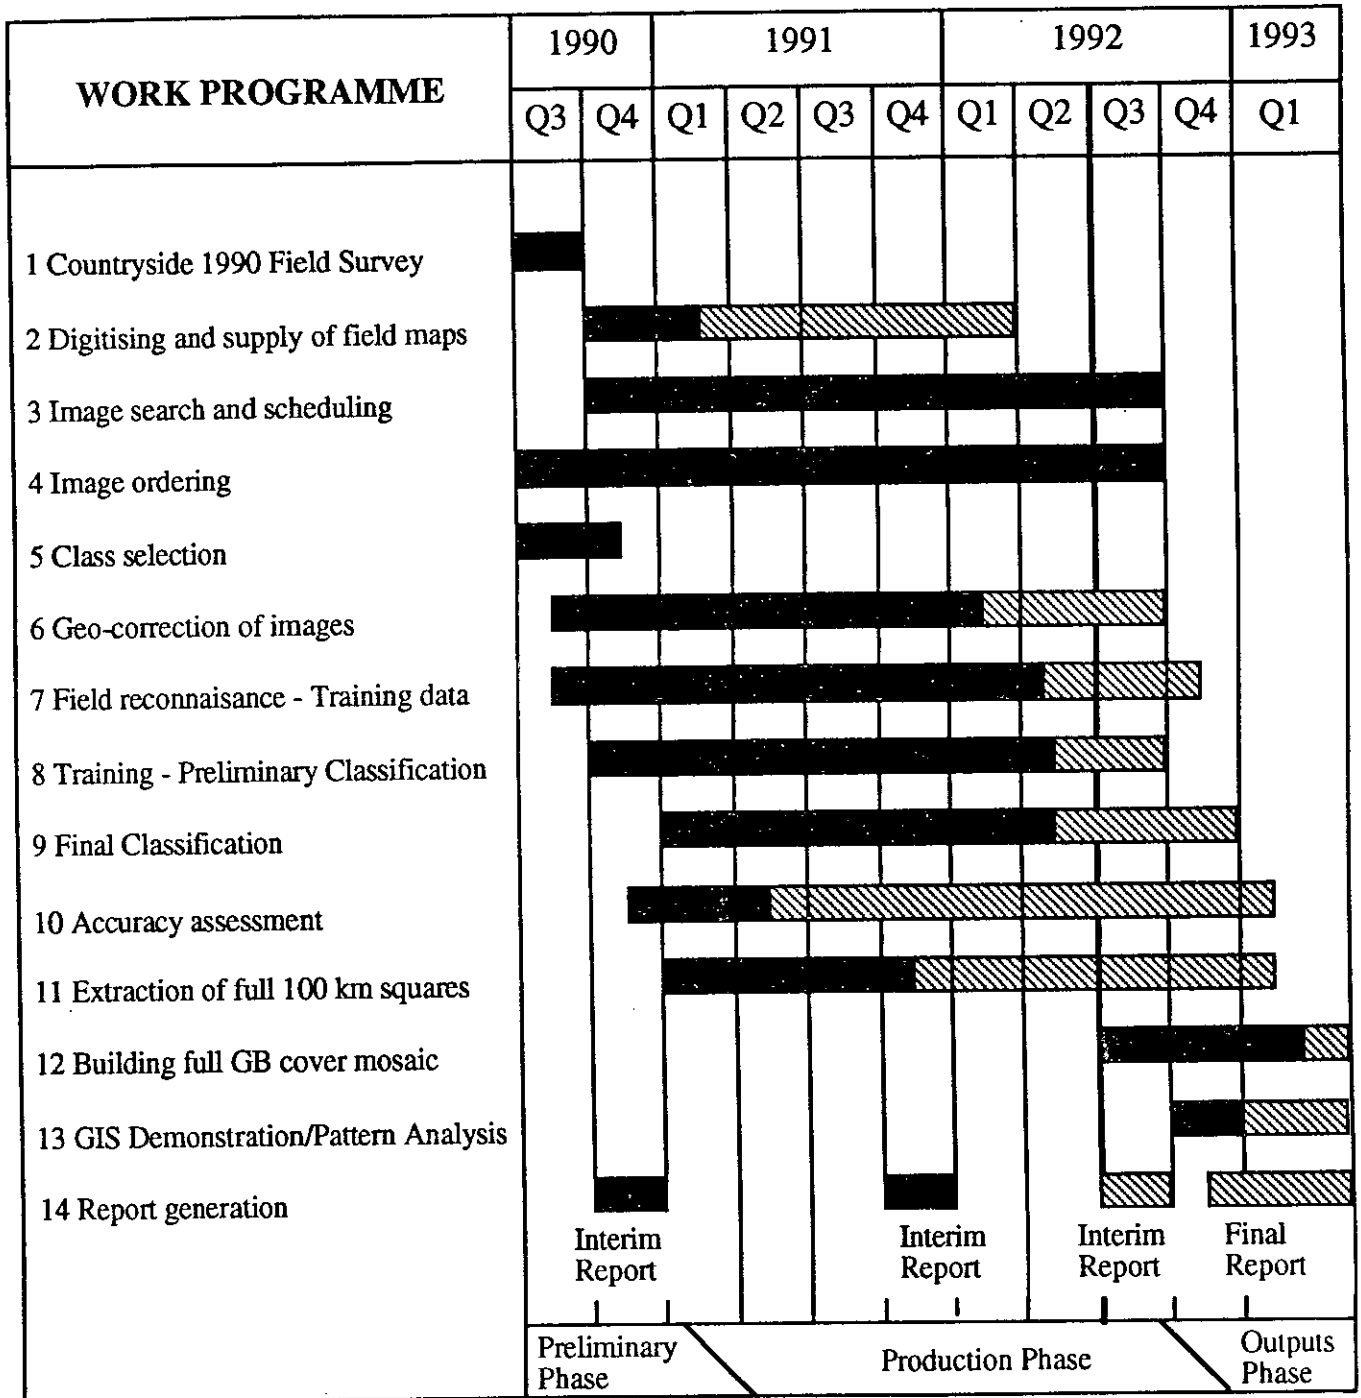 WORK PROGRAMME
1990 1991 1992 1993
Q3 Q4 Q1 Q2 Q3 Q4 Q1 Q2 Q3 Q4 Q1
1 Countryside 1990 Field Survey
2 Digitising and supply of field maps
3 Image search and scheduling
4 Image ordering
5 Class selection
6 Geo-correction of images
7 Field reconnaisance - Training data
8 Training - Preliminary Classification
9 Final Classification
10 Accuracy assessment
11 Extraction of full 100 km squares
12 Building full GB cover mosaic
13 GIS Demonstration/Pattern Analysis
14 Report generation
Interim
Report
Interim
Report
Interim
Report
Final
Report
Preliminary
Phase
Production Phase
Outputs
Phase